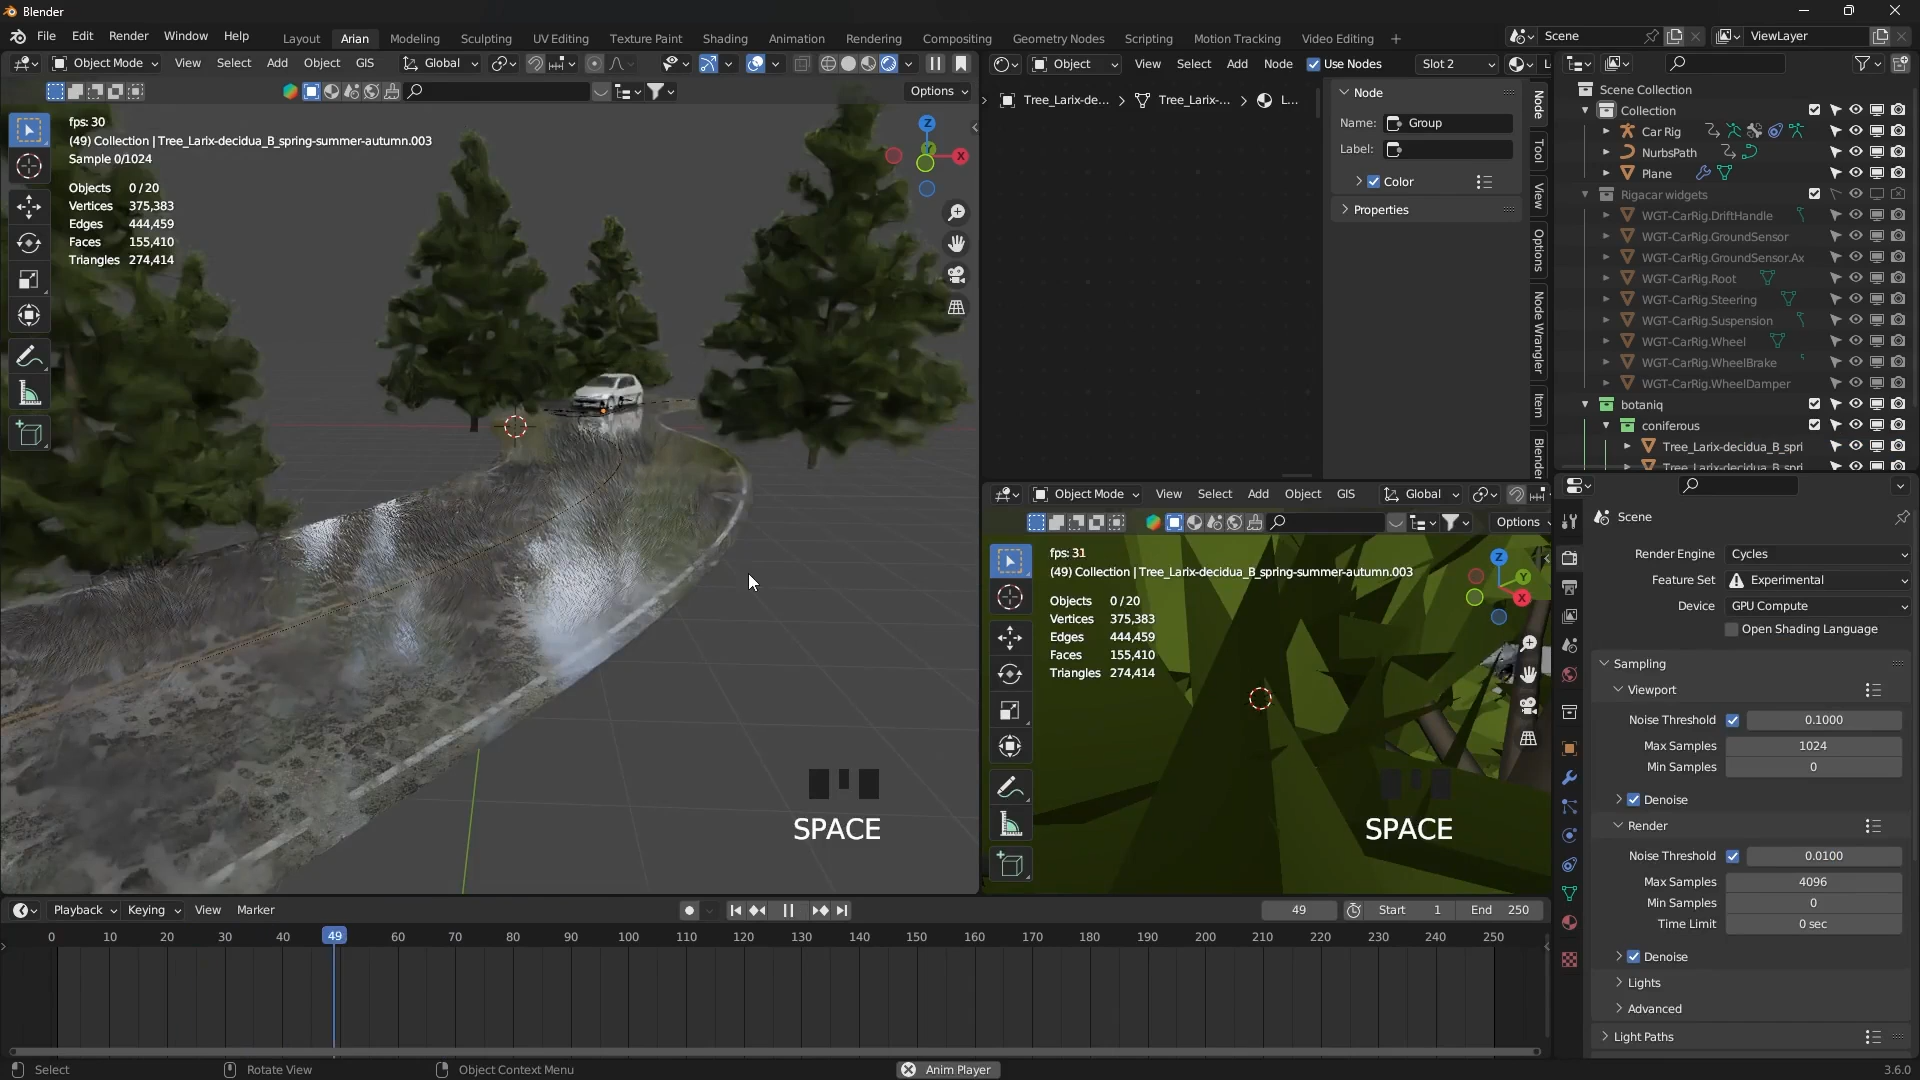 Blender
File Edit Render Window Help
Layout Arian Modeling Sculpting UV Editing Texture Paint Shading Animation Rendering Compositing Geometry Nodes Scripting Motion Tracking Video Editing +
Scene
ViewLayer
Object Mode View Select Add Object GIS Global
Options
fps: 30
(49) Collection | Tree_Larix-decidua_B_spring-summer-autumn.003
Sample 0/1024
Objects 0/20
Vertices 375,383
Edges 444,459
Faces 155,410
Triangles 274,414
Z
Y
X
SPACE
Object View Select Add Node Use Nodes Slot 2
Tree_Larix-de... Tree_Larix-... L...
Node
Name: Group
Label:
Color
Properties
Node
Tool
View
Options
Node Wrangler
Item
Blende
Object Mode View Select Add Object GIS Global
Options
fps: 31
(49) Collection | Tree_Larix-decidua_B_spring-summer-autumn.003
Objects 0/20
Vertices 375,383
Edges 444,459
Faces 155,410
Triangles 274,414
Z
Y
X
SPACE
Scene Collection
Collection
Car Rig
NurbsPath
Plane
Rigacar widgets
WGT-CarRig.DriftHandle
WGT-CarRig.GroundSensor
WGT-CarRig.GroundSensor.Ax
WGT-CarRig.Root
WGT-CarRig.Steering
WGT-CarRig.Suspension
WGT-CarRig.Wheel
WGT-CarRig.WheelBrake
WGT-CarRig.WheelDamper
botaniq
coniferous
Tree_Larix-decidua_B_spri
Tree_Larix-decidua_B_spri
Scene
Render Engine Cycles
Feature Set Experimental
Device GPU Compute
Open Shading Language
Sampling
Viewport
Noise Threshold 0.1000
Max Samples 1024
Min Samples 0
Denoise
Render
Noise Threshold 0.0100
Max Samples 4096
Min Samples 0
Time Limit 0 sec
Denoise
Lights
Advanced
Light Paths
Playback Keying View Marker
49 Start 1 End 250
0 10 20 30 40 49 60 70 80 90 100 110 120 130 140 150 160 170 180 190 200 210 220 230 240 250
Select Rotate View Object Context Menu Anim Player 3.6.0